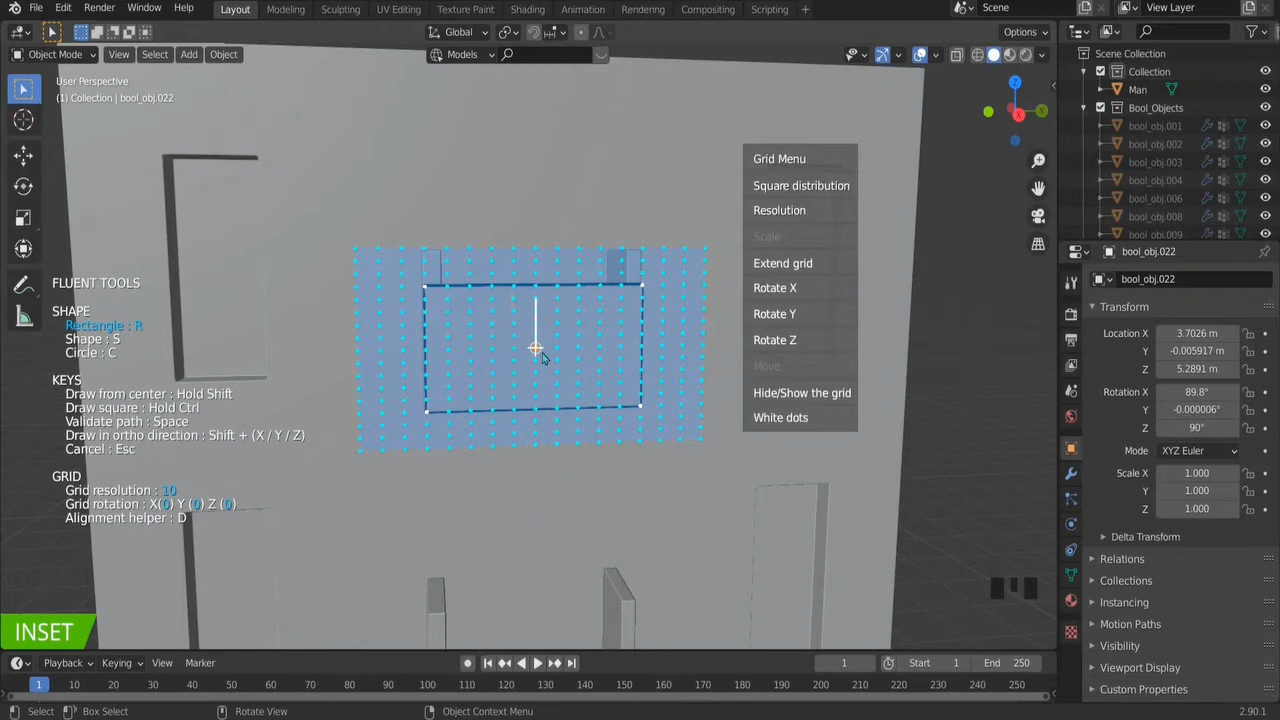 File Edit Render Window Help Layout Modeling Sculpting UV Editing Texture Paint Shading Animation Rendering Compositing Scripting Scene View Layer
Global Options
Object Mode View Select Add Object Models
User Perspective
(1) Collection | bool_obj.022
FLUENT TOOLS
SHAPE
Rectangle : R
Shape : S
Circle : C
KEYS
Draw from center : Hold Shift
Draw square : Hold Ctrl
Validate path : Space
Draw in ortho direction : Shift + (X / Y / Z)
Cancel : Esc
GRID
Grid resolution : 10
Grid rotation : X(0) Y (0) Z (0)
Alignment helper : D
INSET
Grid Menu
Square distribution
Resolution
Scale
Extend grid
Rotate X
Rotate Y
Rotate Z
Move
Hide/Show the grid
White dots
Z
Y
X
Scene Collection
Collection
Man
Bool_Objects
bool_obj.001
bool_obj.002
bool_obj.003
bool_obj.004
bool_obj.006
bool_obj.008
bool_obj.009
bool_obj.022
bool_obj.022
Transform
Location X 3.7026 m
Y -0.005917 m
Z 5.2891 m
Rotation X 89.8°
Y -0.000006°
Z 90°
Mode XYZ Euler
Scale X 1.000
Y 1.000
Z 1.000
Delta Transform
Relations
Collections
Instancing
Motion Paths
Visibility
Viewport Display
Custom Properties
Playback Keying View Marker 1 Start 1 End 250
1 10 20 30 40 50 60 70 80 90 100 110 120 130 140 150 160 170 180 190 200 210 220 230 240 250
Select Box Select Rotate View Object Context Menu 2.90.1